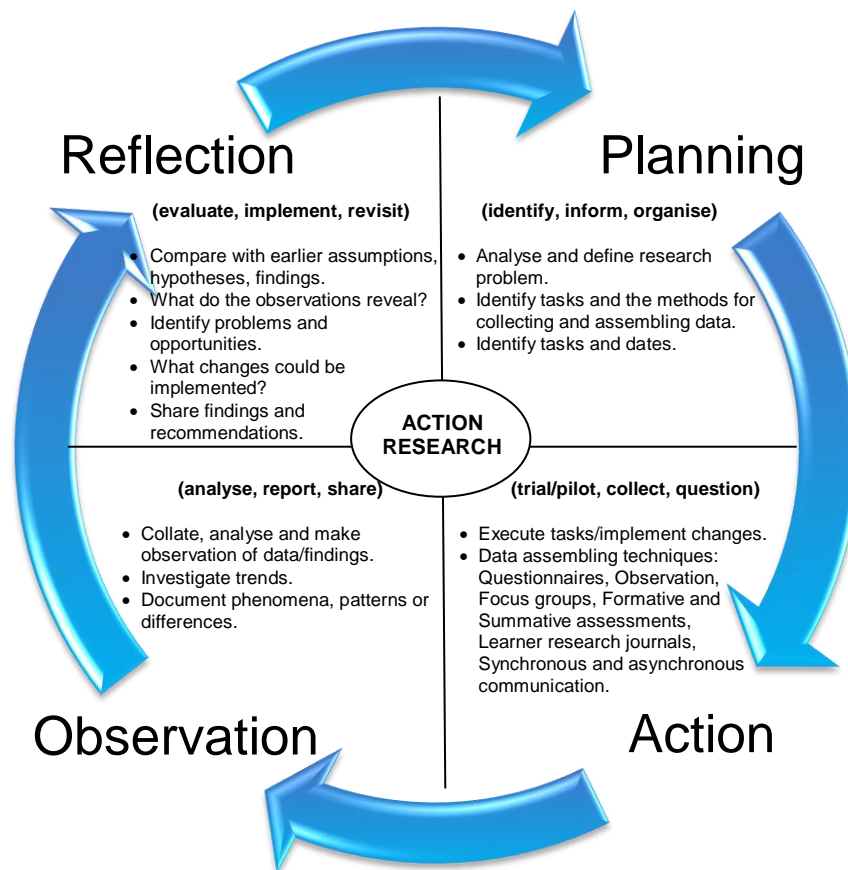 Reflection
(evaluate, implement, revisit)
• Compare with earlier assumptions,
hypotheses, findings.
• What do the observations reveal?
• Identify problems and
opportunities.
• What changes could be
implemented?
• Share findings and
recommendations.
Planning
(identify, inform, organise)
• Analyse and define research
problem.
• Identify tasks and the methods for
collecting and assembling data.
• Identify tasks and dates.
ACTION
RESEARCH
(analyse, report, share)
• Collate, analyse and make
observation of data/findings.
• Investigate trends.
• Document phenomena, patterns or
differences.
Observation
(trial/pilot, collect, question)
• Execute tasks/implement changes.
• Data assembling techniques:
Questionnaires, Observation,
Focus groups, Formative and
Summative assessments,
Learner research journals,
Synchronous and asynchronous
communication.
Action